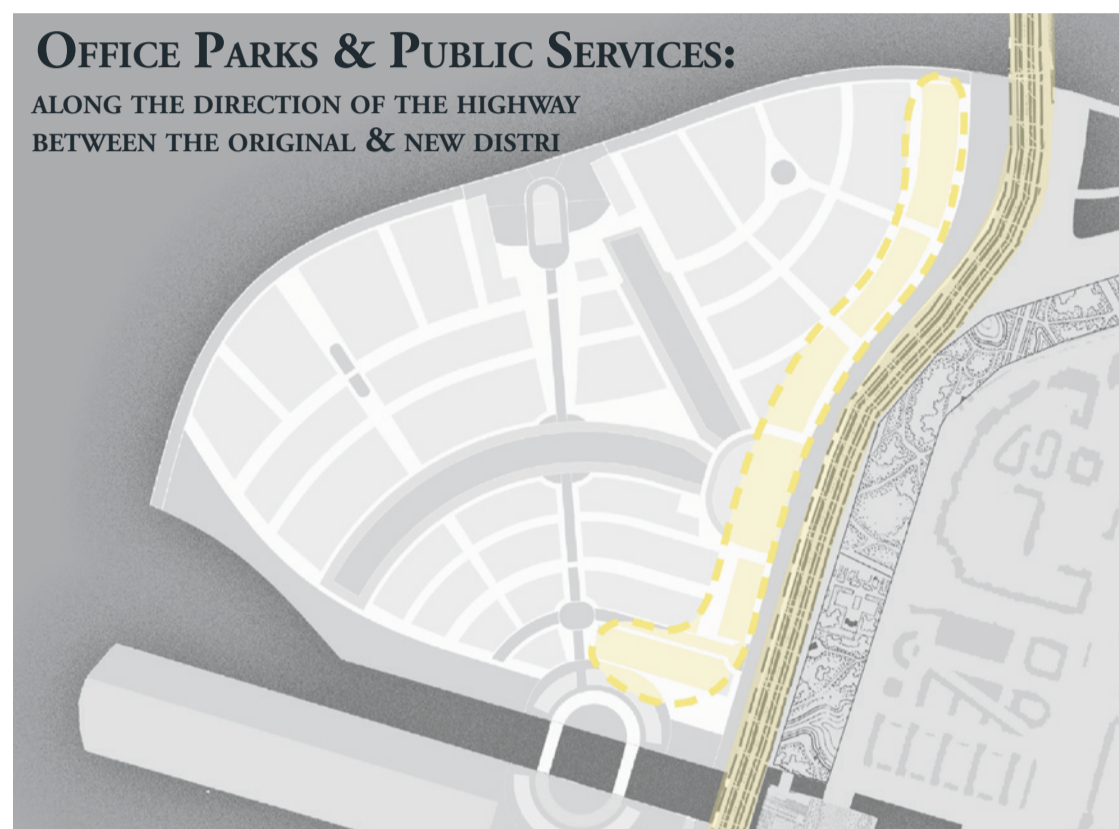 Office Parks & Public Services:
along the direction of the highway
between the original & new distri